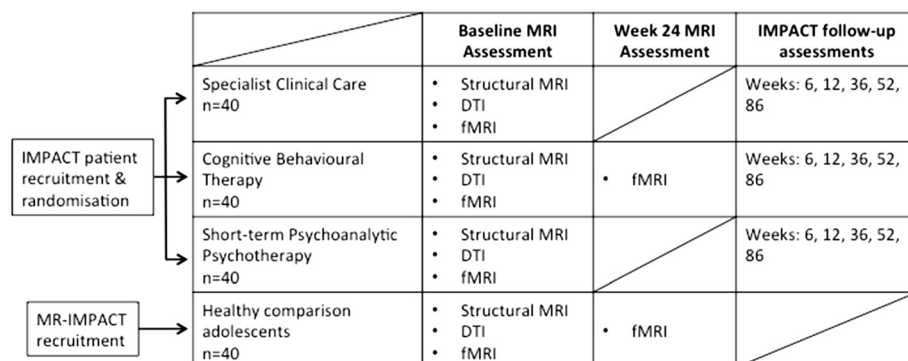 Baseline MRI
Assessment
Week 24 MRI
Assessment
IMPACT follow-up
assessments
IMPACT patient
recruitment &
randomisation
Specialist Clinical Care
n=40
• Structural MRI
• DTI
• fMRI
Weeks: 6, 12, 36, 52,
86
Cognitive Behavioural
Therapy
n=40
• Structural MRI
• DTI
• fMRI
• fMRI
Weeks: 6, 12, 36, 52,
86
Short-term Psychoanalytic
Psychotherapy
n=40
• Structural MRI
• DTI
• fMRI
Weeks: 6, 12, 36, 52,
86
MR-IMPACT
recruitment
Healthy comparison
adolescents
n=40
• Structural MRI
• DTI
• fMRI
• fMRI